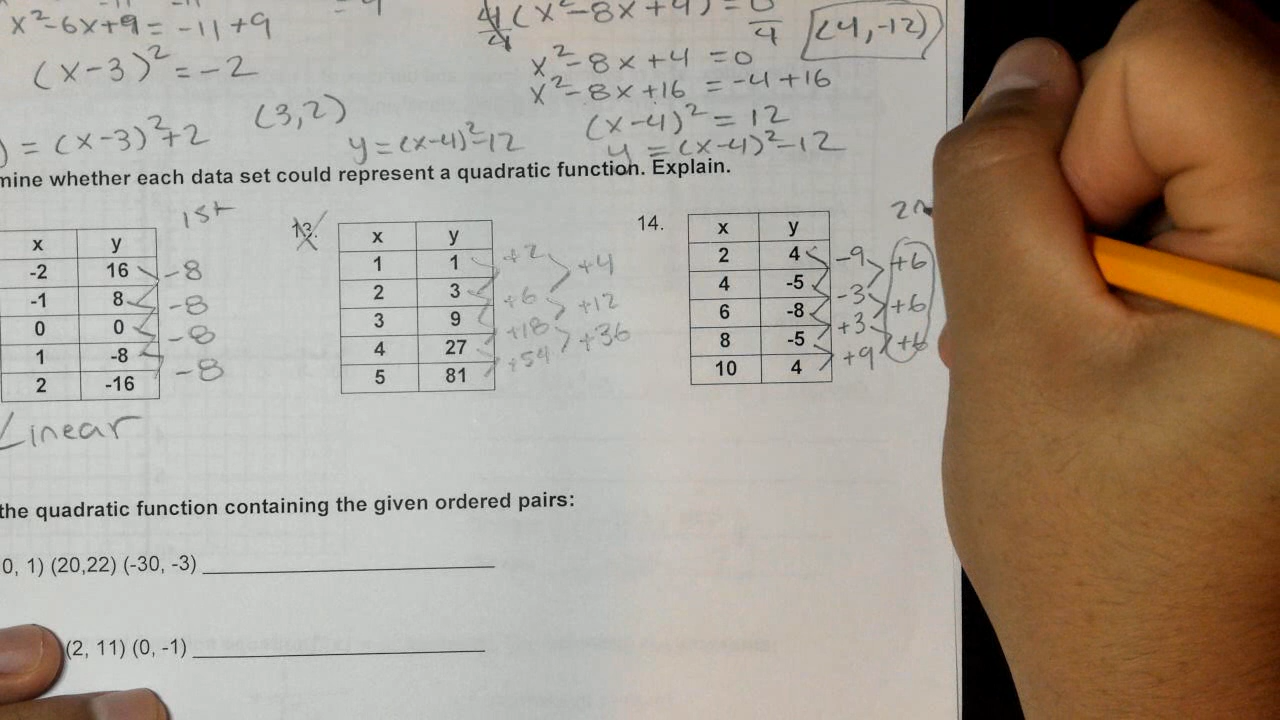 x²-6x+9 = -11+9
(x-3)² = -2
(3,2)
= (x-3)²+2
(x²-8x+4) =
4
(4,-12)
x²-8x+4 = 0
x²-8x+16 = -4+16
(x-4)² = 12
y=(x-4)²-12
y = (x-4)²-12
mine whether each data set could represent a quadratic function. Explain.
1st
x y
-2 16
-1 8
0 0
1 -8
2 -16
-8
-8
-8
-8
Linear
13.
x y
1 1
2 3
3 9
4 27
5 81
+2
+6
+18
+54
+4
+12
+36
14.
x y
2 4
4 -5
6 -8
8 -5
10 4
-9
-3
+3
+9
+6
+6
+6
the quadratic function containing the given ordered pairs:
0, 1) (20,22) (-30, -3)
(2, 11) (0, -1)